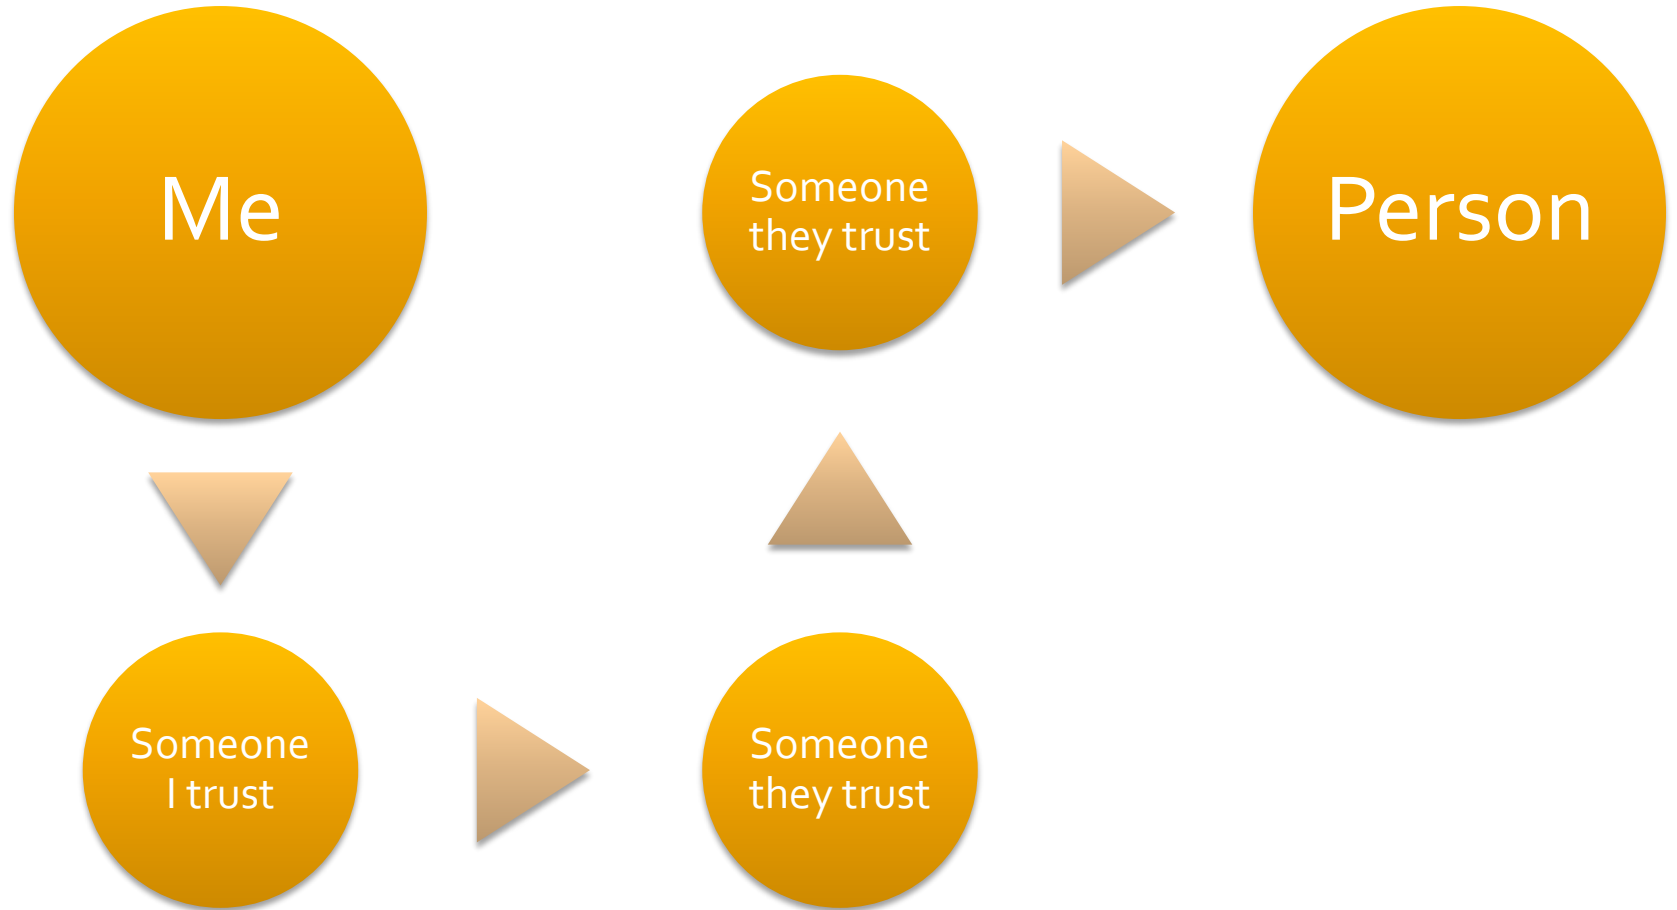 Me
Someone
I trust
Someone
they trust
Someone
they trust
Person